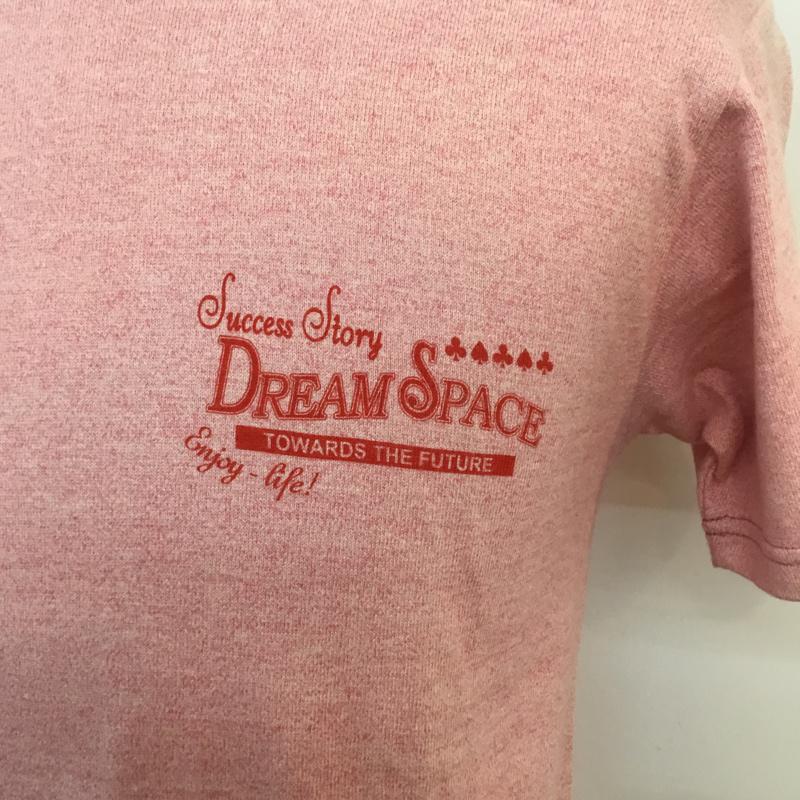 Success Story
DREAM SPACE
TOWARDS THE FUTURE
Enjoy - life!